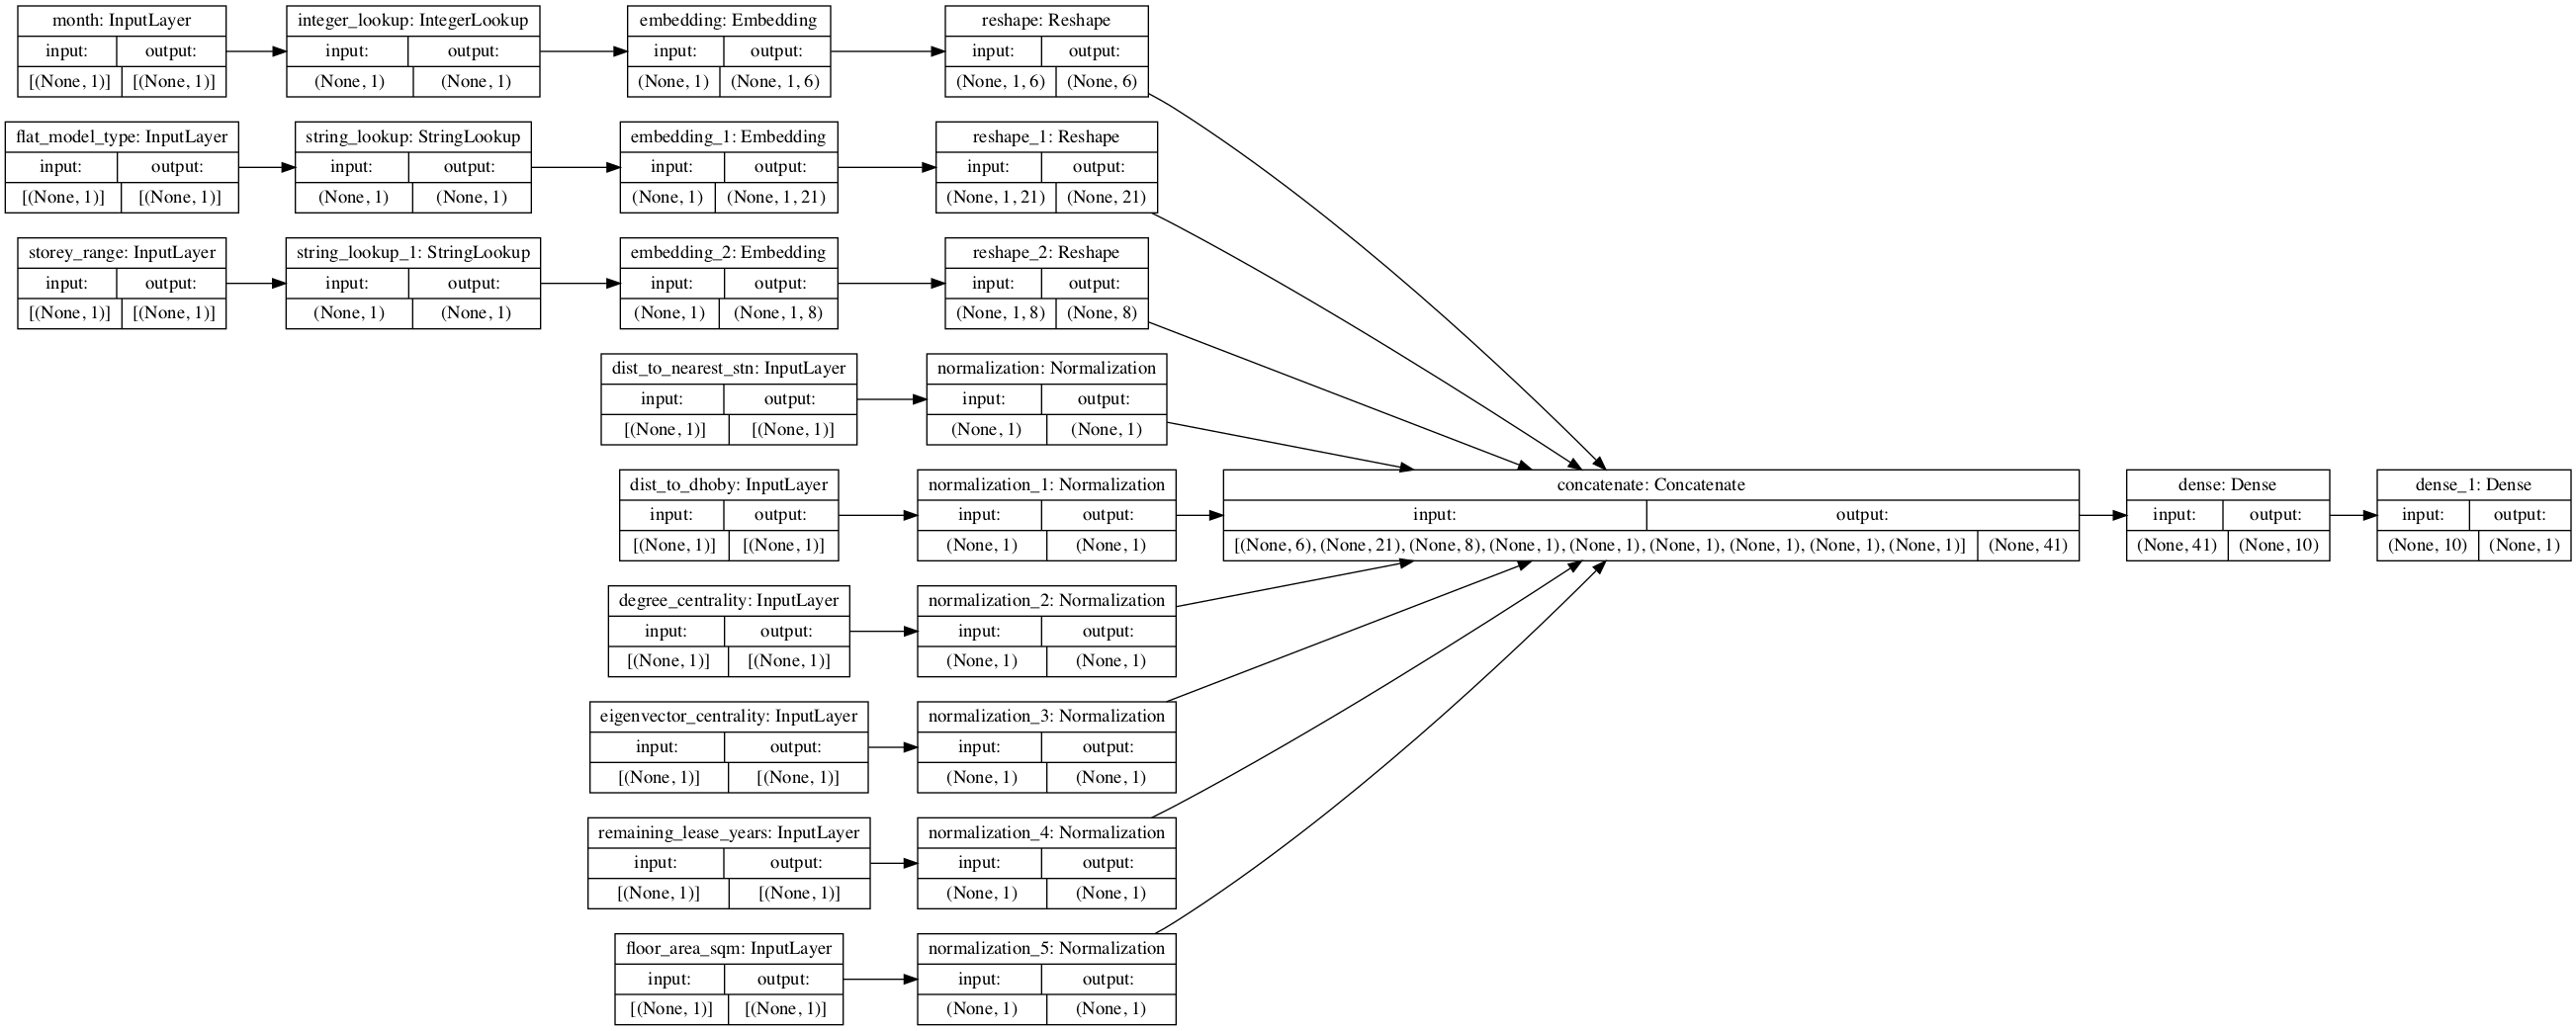 month: InputLayer
input: output:
[(None, 1)] [(None, 1)]
integer_lookup: IntegerLookup
input: output:
(None, 1) (None, 1)
embedding: Embedding
input: output:
(None, 1) (None, 1, 6)
reshape: Reshape
input: output:
(None, 1, 6) (None, 6)
flat_model_type: InputLayer
input: output:
[(None, 1)] [(None, 1)]
string_lookup: StringLookup
input: output:
(None, 1) (None, 1)
embedding_1: Embedding
input: output:
(None, 1) (None, 1, 21)
reshape_1: Reshape
input: output:
(None, 1, 21) (None, 21)
storey_range: InputLayer
input: output:
[(None, 1)] [(None, 1)]
string_lookup_1: StringLookup
input: output:
(None, 1) (None, 1)
embedding_2: Embedding
input: output:
(None, 1) (None, 1, 8)
reshape_2: Reshape
input: output:
(None, 1, 8) (None, 8)
dist_to_nearest_stn: InputLayer
input: output:
[(None, 1)] [(None, 1)]
normalization: Normalization
input: output:
(None, 1) (None, 1)
dist_to_dhoby: InputLayer
input: output:
[(None, 1)] [(None, 1)]
normalization_1: Normalization
input: output:
(None, 1) (None, 1)
concatenate: Concatenate
input: output:
[(None, 6), (None, 21), (None, 8), (None, 1), (None, 1), (None, 1), (None, 1), (None, 1), (None, 1)] (None, 41)
dense: Dense
input: output:
(None, 41) (None, 10)
dense_1: Dense
input: output:
(None, 10) (None, 1)
degree_centrality: InputLayer
input: output:
[(None, 1)] [(None, 1)]
normalization_2: Normalization
input: output:
(None, 1) (None, 1)
eigenvector_centrality: InputLayer
input: output:
[(None, 1)] [(None, 1)]
normalization_3: Normalization
input: output:
(None, 1) (None, 1)
remaining_lease_years: InputLayer
input: output:
[(None, 1)] [(None, 1)]
normalization_4: Normalization
input: output:
(None, 1) (None, 1)
floor_area_sqm: InputLayer
input: output:
[(None, 1)] [(None, 1)]
normalization_5: Normalization
input: output:
(None, 1) (None, 1)